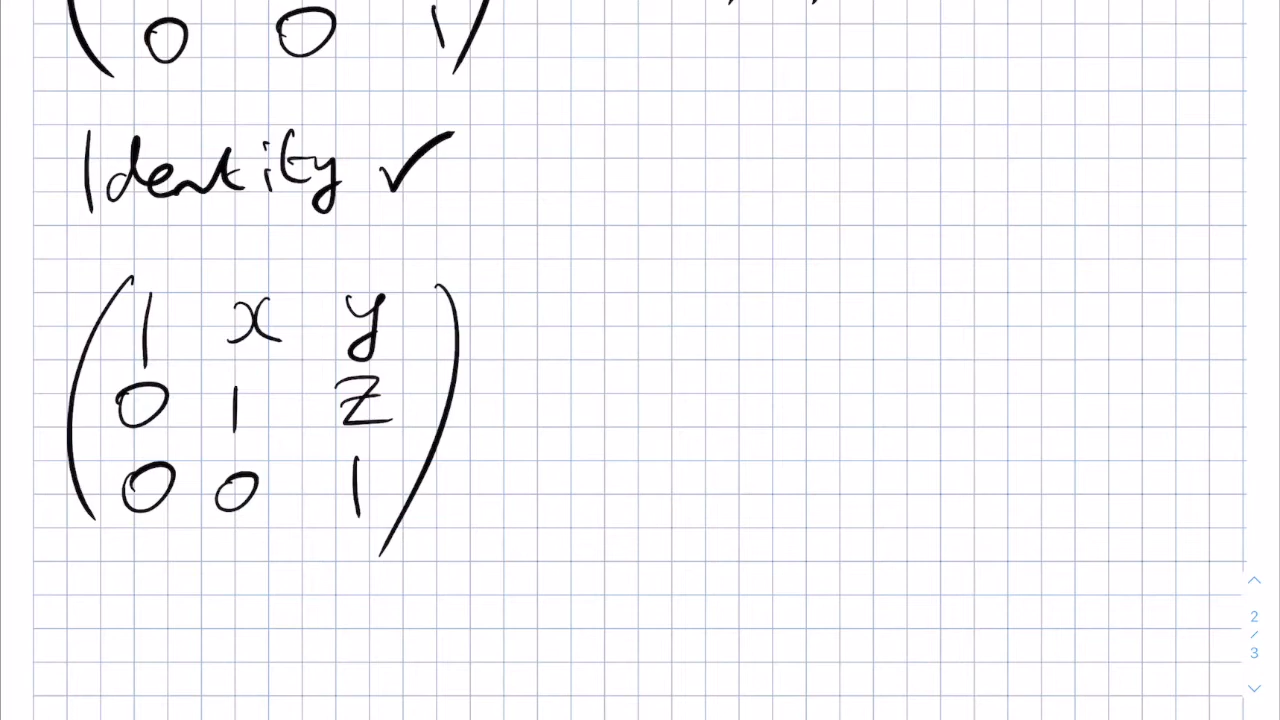 ( 0 0 1 )
Identity ✓
( 1 x y
0 1 z
0 0 1 )
2
/
3